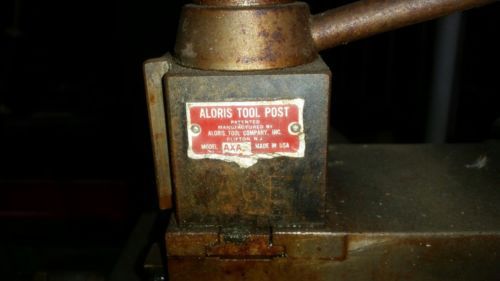 ALORIS TOOL POST
PATENTED
MANUFACTURED BY
ALORIS TOOL COMPANY, INC.
CLIFTON, N.J.
MODEL AXA MADE IN USA